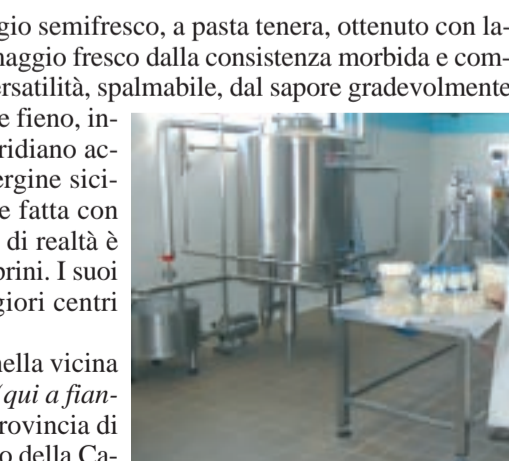 gio semifresco, a pasta tenera, ottenuto con la-
maggio fresco dalla consistenza morbida e com-
ersatilità, spalmabile, dal sapore gradevolmente
e fieno, in-
ridiano ac-
ergine sici-
e fatta con
di realtà è
prini. I suoi
giori centri
nella vicina
(qui a fian-
rovincia di
o della Ca-